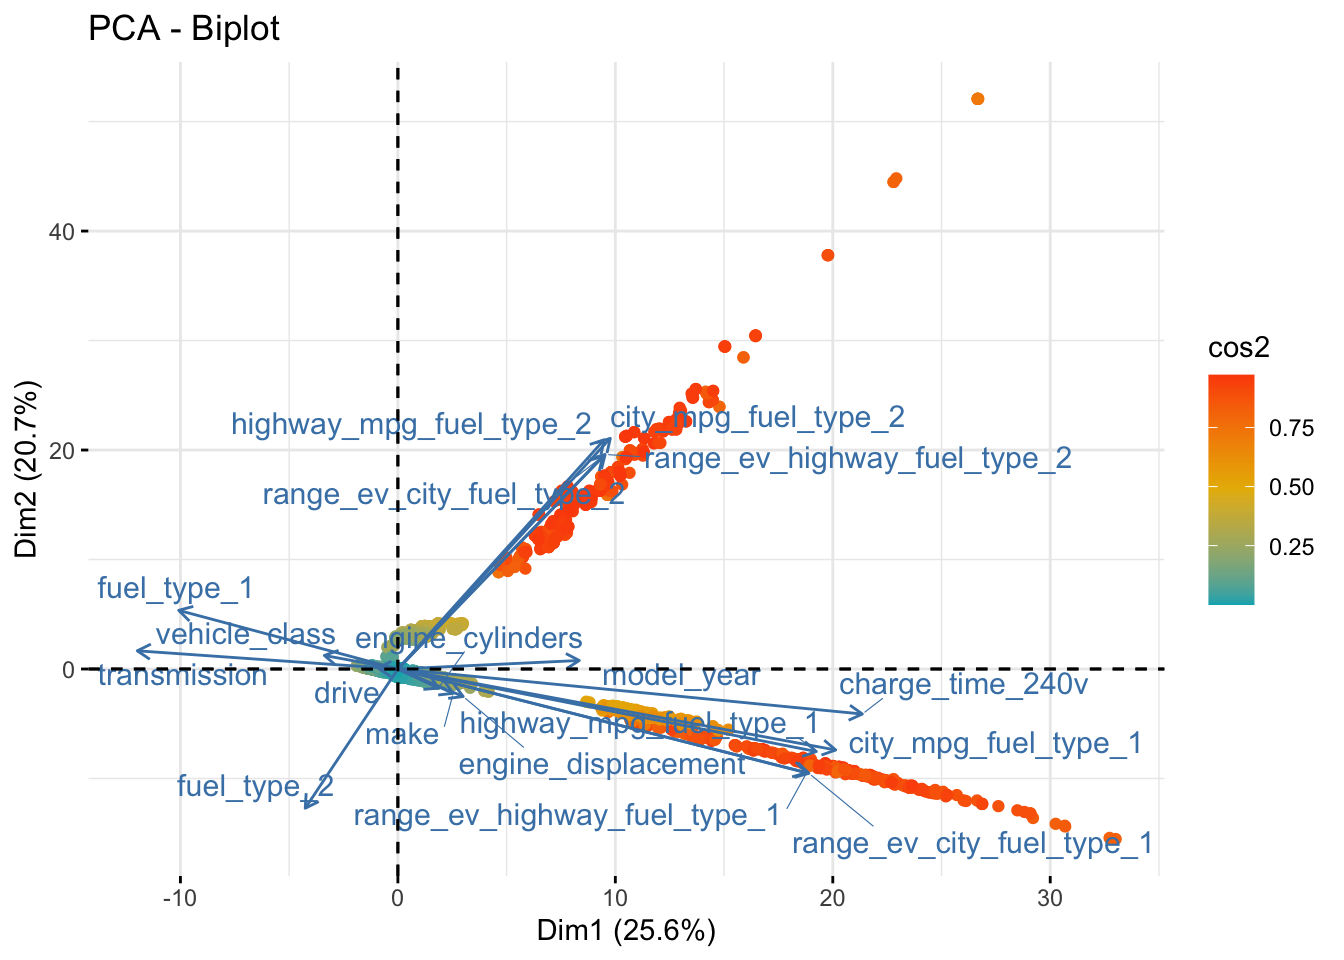 PCA - Biplot
40
20
0
Dim2 (20.7%)
highway_mpg_fuel_type_2
city_mpg_fuel_type_2
range_ev_highway_fuel_type_2
range_ev_city_fuel_type_2
fuel_type_1
vehicle_class
engine_cylinders
transmission
drive
model_year
charge_time_240v
make
highway_mpg_fuel_type_1
city_mpg_fuel_type_1
engine_displacement
fuel_type_2
range_ev_highway_fuel_type_1
range_ev_city_fuel_type_1
-10
0
10
20
30
Dim1 (25.6%)
cos2
0.75
0.50
0.25